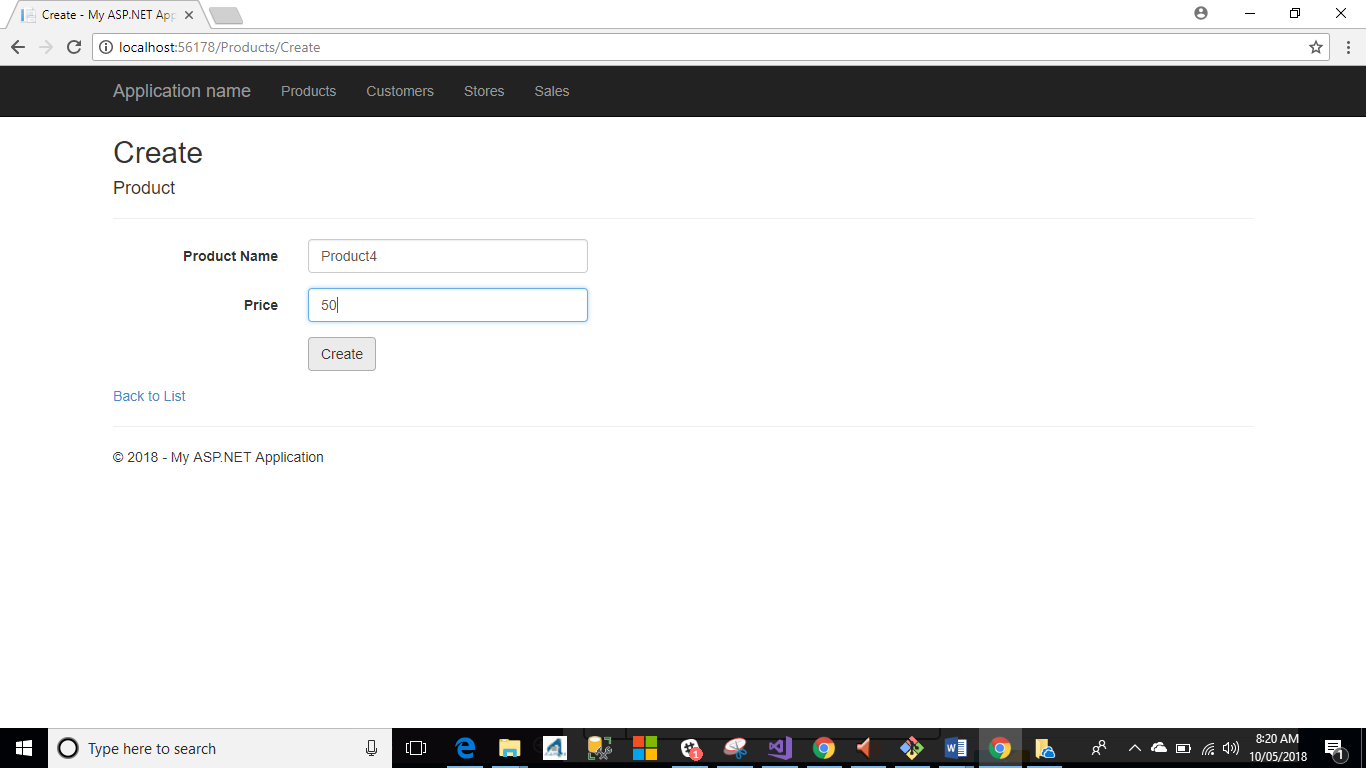 Create - My ASP.NET App
localhost:56178/Products/Create
Application name Products Customers Stores Sales
Create
Product
Product Name Product4
Price 50
Create
Back to List
© 2018 - My ASP.NET Application
Type here to search
1
8:20 AM
10/05/2018
1